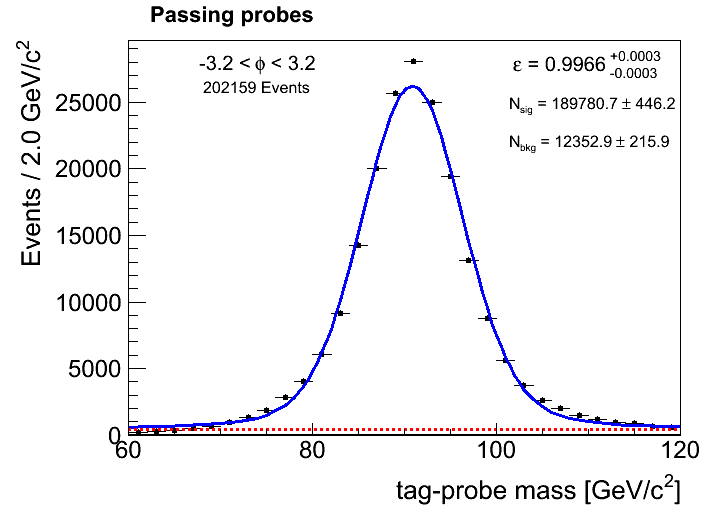 Passing probes
-3.2 < ϕ < 3.2
202159 Events
ε = 0.9966 +0.0003 -0.0003
N_sig = 189780.7 ± 446.2
N_bkg = 12352.9 ± 215.9
Events / 2.0 GeV/c²
25000
20000
15000
10000
5000
0
60 80 100 120
tag-probe mass [GeV/c²]